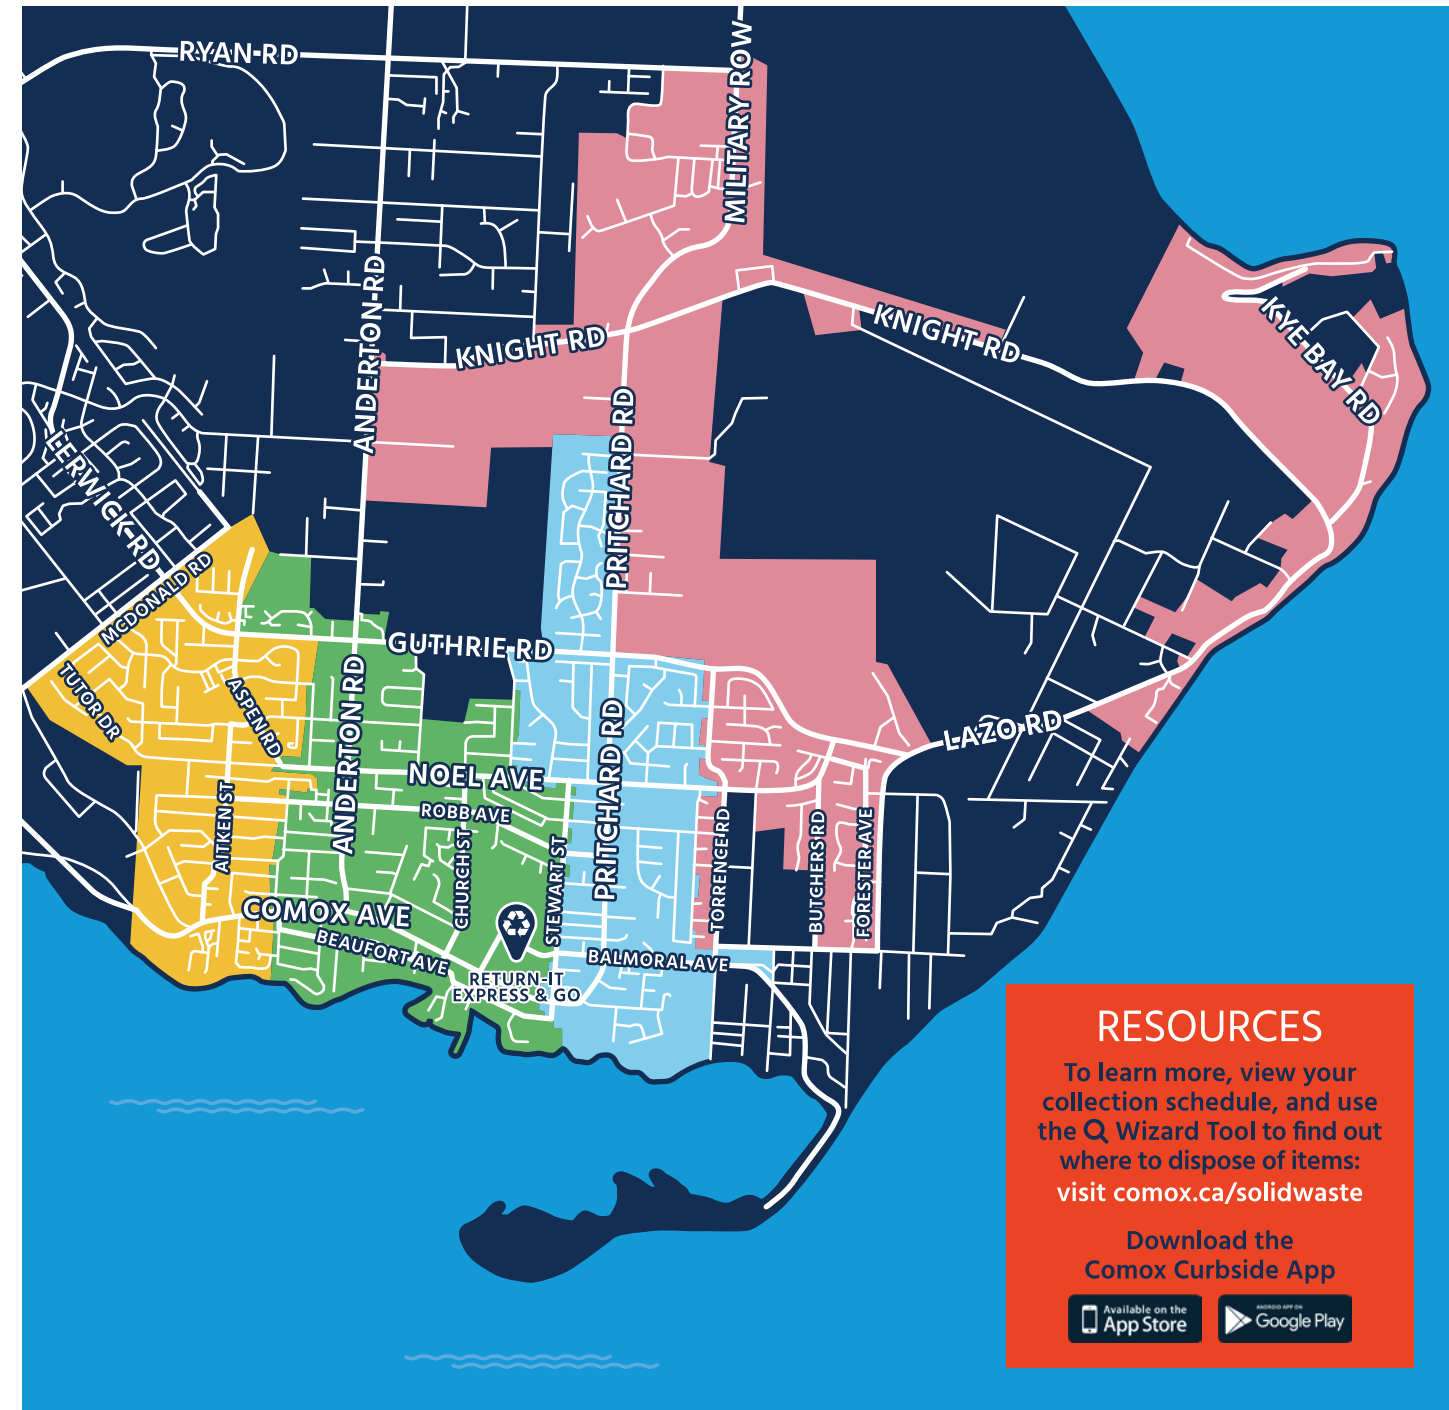 RYAN RD
MILITARY ROW
ANDERTON RD
KNIGHT RD
KNIGHT RD
KYE BAY RD
PRITCHARD RD
LERWICK RD
MCDONALD RD
GUTHRIE RD
TUTOR DR
ASPEN RD
ANDERTON RD
PRITCHARD RD
LAZO RD
NOEL AVE
ROBB AVE
AITKEN ST
CHURCH ST
STEWART ST
TORRENCE RD
BUTCHERS RD
FORESTER AVE
COMOX AVE
BEAUFORT AVE
BALMORAL AVE
RETURN-IT
EXPRESS & GO
RESOURCES
To learn more, view your
collection schedule, and use
the Wizard Tool to find out
where to dispose of items:
visit comox.ca/solidwaste
Download the
Comox Curbside App
Available on the
App Store
ANDROID APP ON
Google Play